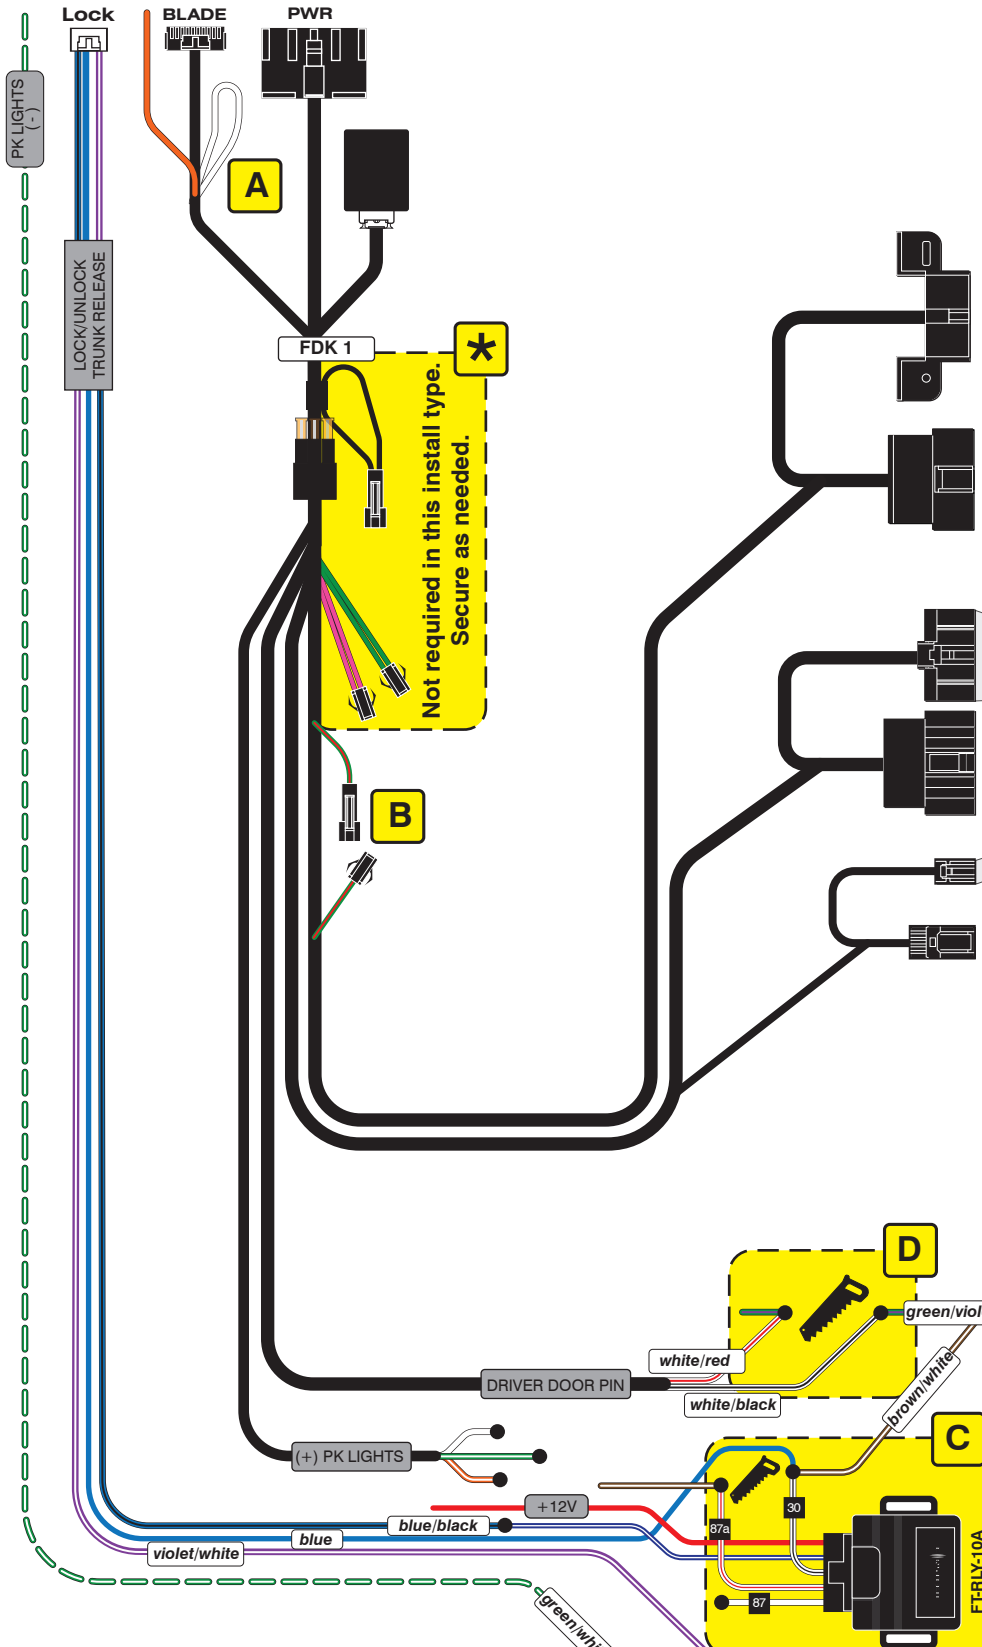 Lock
BLADE
PWR
PK LIGHTS
( - )
A
LOCK/UNLOCK
TRUNK RELEASE
FDK 1
*
Not required in this install type.
Secure as needed.
B
D
green/viol
white/red
DRIVER DOOR PIN
white/black
brown/white
C
(+) PK LIGHTS
+12V
30
87a
blue/black
blue
violet/white
87
FT-RLY-10A
green/whi